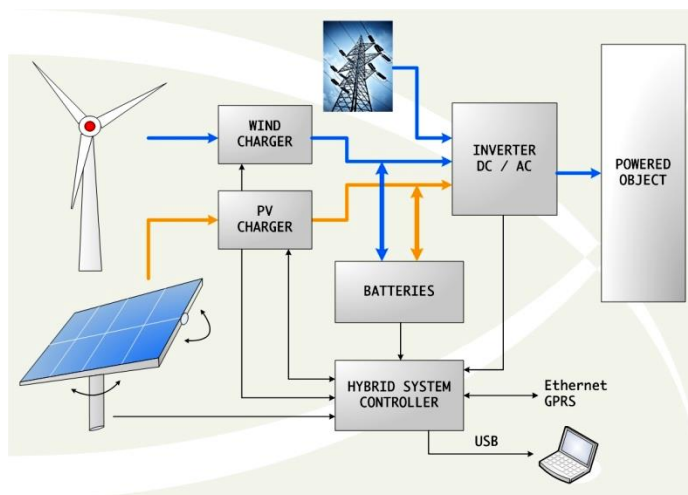 WIND
CHARGER
INVERTER
DC / AC
POWERED
OBJECT
PV
CHARGER
BATTERIES
HYBRID SYSTEM
CONTROLLER
Ethernet
GPRS
USB